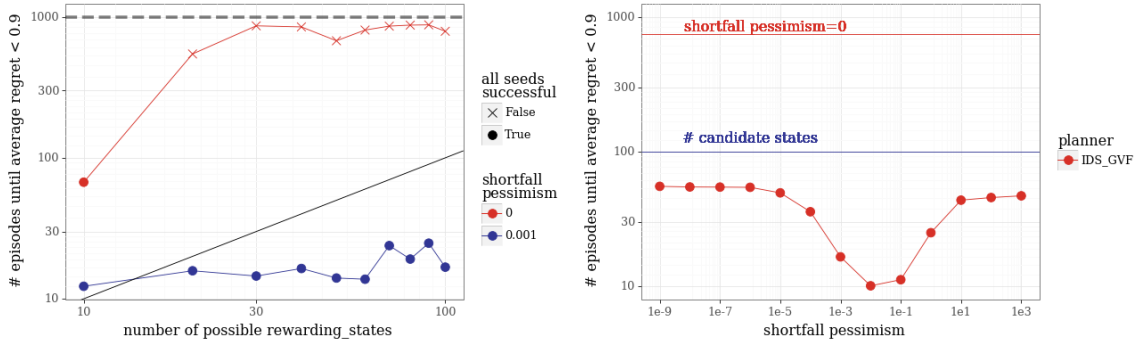 # episodes until average regret < 0.9
1000
300
100
30
10
10
30
100
number of possible rewarding_states
all seeds
successful
False
True
shortfall
pessimism
0
0.001
# episodes until average regret < 0.9
1000
300
100
30
10
shortfall pessimism=0
# candidate states
1e-9
1e-7
1e-5
1e-3
1e-1
1e1
1e3
shortfall pessimism
planner
IDS_GVF